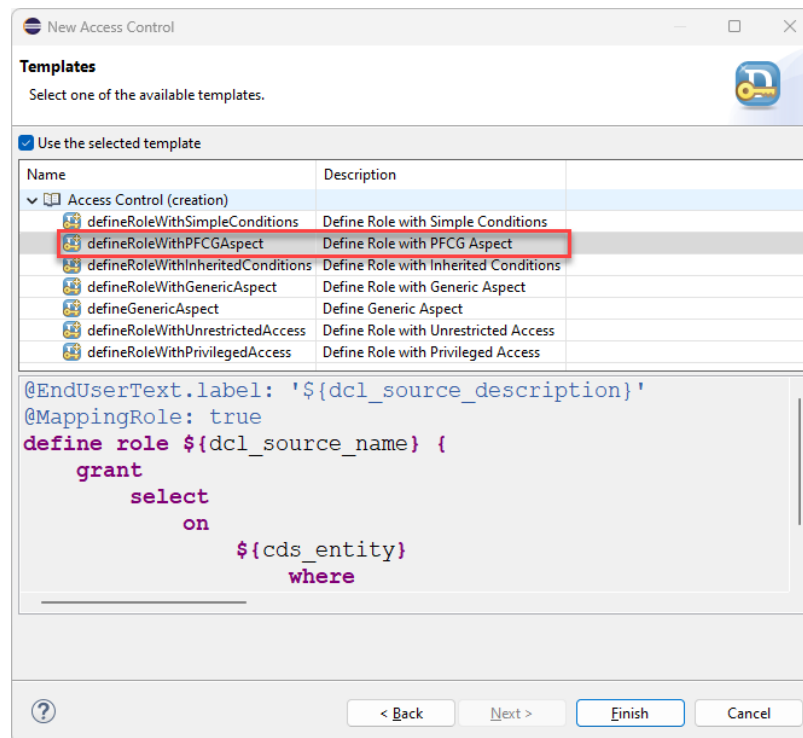 New Access Control
Templates
Select one of the available templates.
Use the selected template
Name Description
Access Control (creation)
defineRoleWithSimpleConditions Define Role with Simple Conditions
defineRoleWithPFCGAspect Define Role with PFCG Aspect
defineRoleWithInheritedConditions Define Role with Inherited Conditions
defineRoleWithGenericAspect Define Role with Generic Aspect
defineGenericAspect Define Generic Aspect
defineRoleWithUnrestrictedAccess Define Role with Unrestricted Access
defineRoleWithPrivilegedAccess Define Role with Privileged Access
@EndUserText.label: '${dcl_source_description}'
@MappingRole: true
define role ${dcl_source_name} {
grant
select
on
${cds_entity}
where
? < Back Next > Finish Cancel